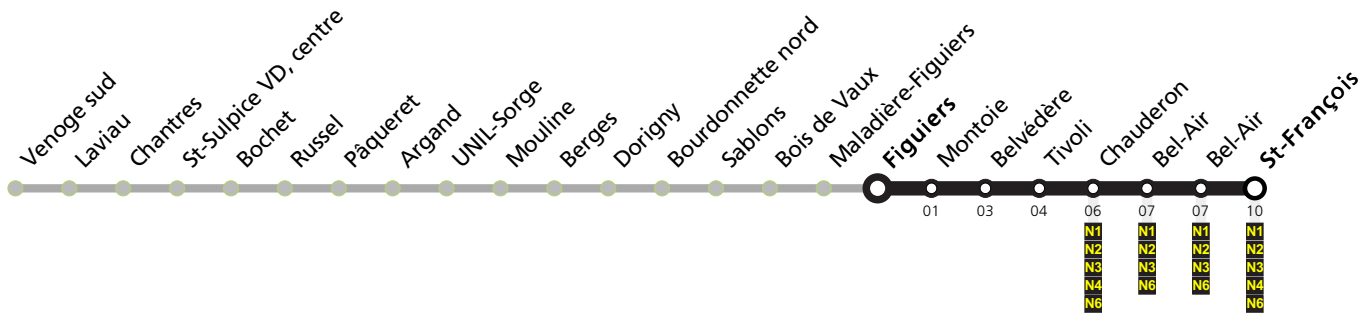 Venoge sud
Laviau
Chantres
St-Sulpice VD, centre
Bochet
Russel
Pâqueret
Argand
UNIL-Sorge
Mouline
Berges
Dorigny
Bourdonnette nord
Sablons
Bois de Vaux
Maladière-Figuiers
Figuiers
Montoie
Belvédère
Tivoli
Chauderon
Bel-Air
Bel-Air
St-François
01 03 04 06 07 07 10
N1 N1 N1 N1
N2 N2 N2 N2
N3 N3 N3 N3
N4 N6 N6 N4
N6 N6